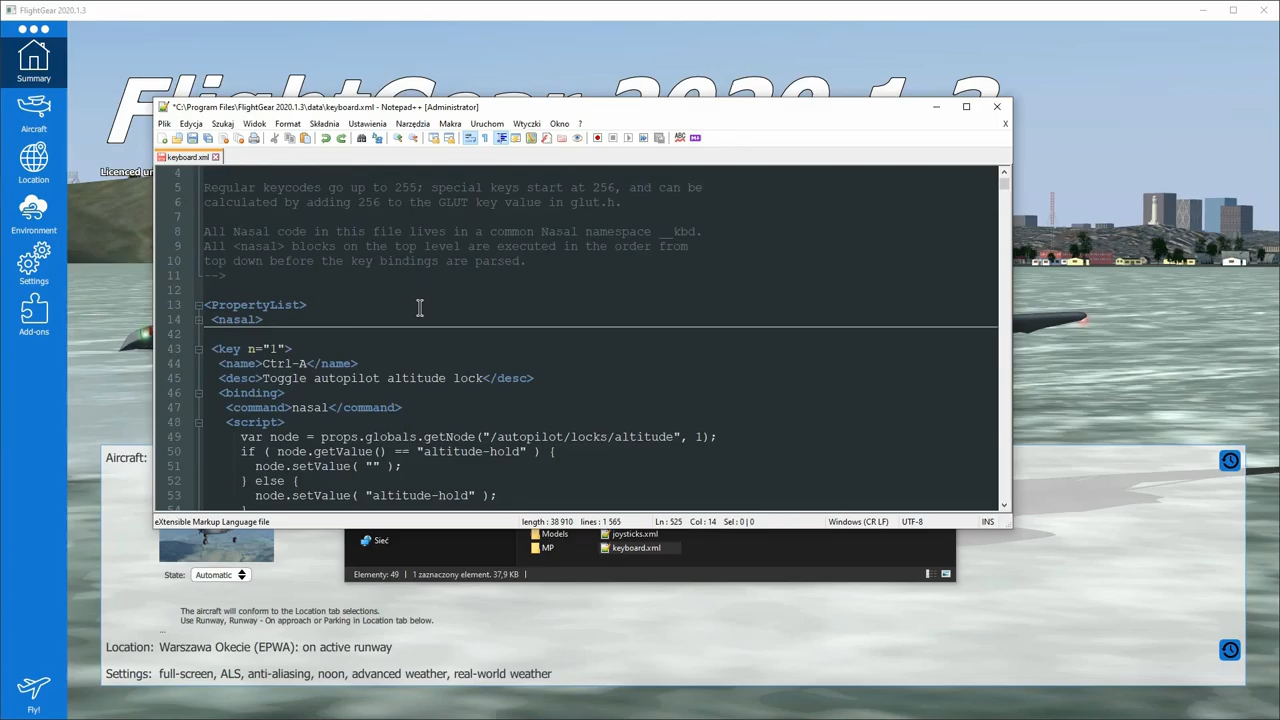 FlightGear 2020.1.3
Summary
Aircraft
Location
Environment
Settings
Add-ons
Fly!
FlightGear 2020.1.3
Licenced un
*C:\Program Files\FlightGear 2020.1.3\data\keyboard.xml - Notepad++ [Administrator]
Plik Edycja Szukaj Widok Format Składnia Ustawienia Narzędzia Makra Uruchom Wtyczki Okno ? X
keyboard.xml
4
5 Regular keycodes go up to 255; special keys start at 256, and can be
6 calculated by adding 256 to the GLUT key value in glut.h.
7
8 All Nasal code in this file lives in a common Nasal namespace __kbd.
9 All <nasal> blocks on the top level are executed in the order from
10 top down before the key bindings are parsed.
11 -->
12
13 <PropertyList>
14 <nasal>
42
43 <key n="1">
44 <name>Ctrl-A</name>
45 <desc>Toggle autopilot altitude lock</desc>
46 <binding>
47 <command>nasal</command>
48 <script>
49 var node = props.globals.getNode("/autopilot/locks/altitude", 1);
50 if ( node.getValue() == "altitude-hold" ) {
51 node.setValue( "" );
52 } else {
53 node.setValue( "altitude-hold" );
54 }
eXtensible Markup Language file length : 38 910 lines : 1 565 Ln : 525 Col : 14 Sel : 0 | 0 Windows (CR LF) UTF-8 INS
Sieć
Models
MP
joysticks.xml
keyboard.xml
Elementy: 49 1 zaznaczony element. 37,9 KB
Aircraft:
State: Automatic
The aircraft will conform to the Location tab selections.
Use Runway, Runway - On approach or Parking in Location tab below.
...
Location: Warszawa Okecie (EPWA): on active runway
Settings: full-screen, ALS, anti-aliasing, noon, advanced weather, real-world weather